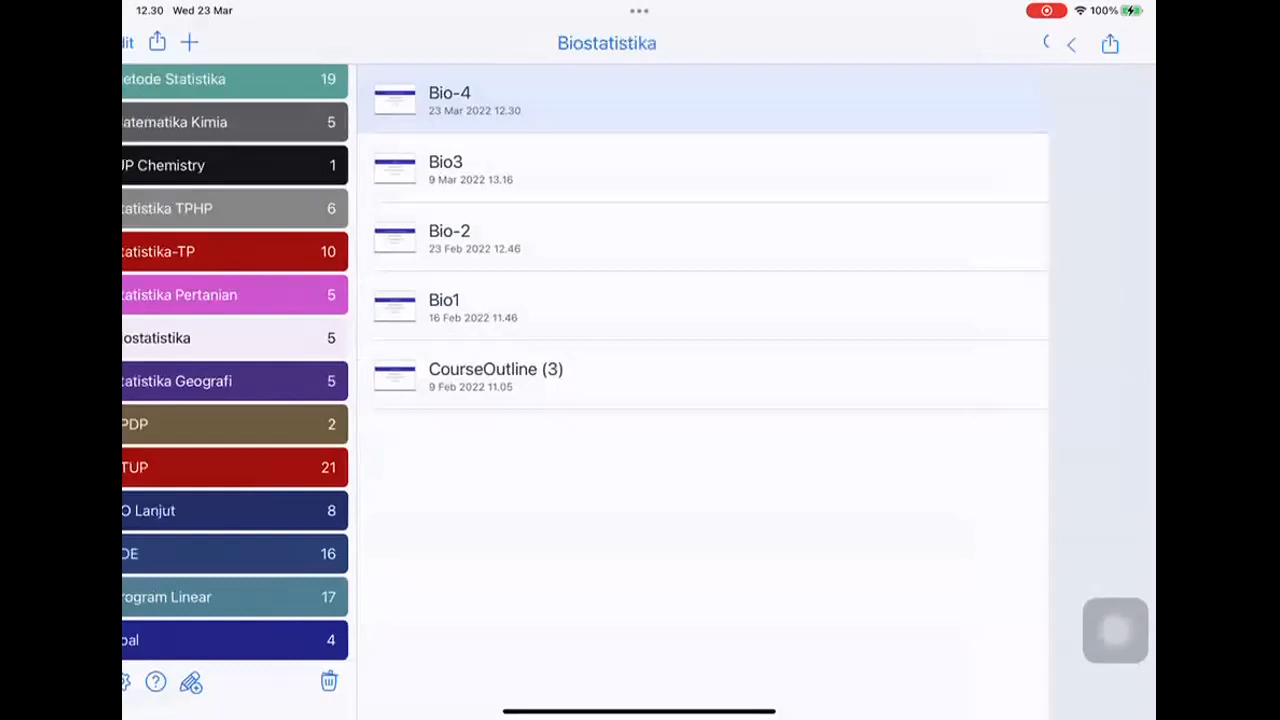 12.30 Wed 23 Mar
100%
dit
Biostatistika
etode Statistika 19
atematika Kimia 5
JP Chemistry 1
tatistika TPHP 6
tatistika-TP 10
tatistika Pertanian 5
ostatistika 5
tatistika Geografi 5
PDP 2
TUP 21
O Lanjut 8
DE 16
rogram Linear 17
oal 4
Bio-4
23 Mar 2022 12.30
Bio3
9 Mar 2022 13.16
Bio-2
23 Feb 2022 12.46
Bio1
16 Feb 2022 11.46
CourseOutline (3)
9 Feb 2022 11.05